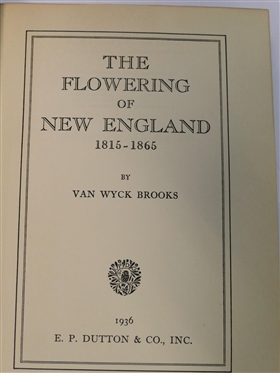 THE
FLOWERING
OF
NEW ENGLAND
1815-1865
BY
VAN WYCK BROOKS
1936
E. P. DUTTON & CO., INC.